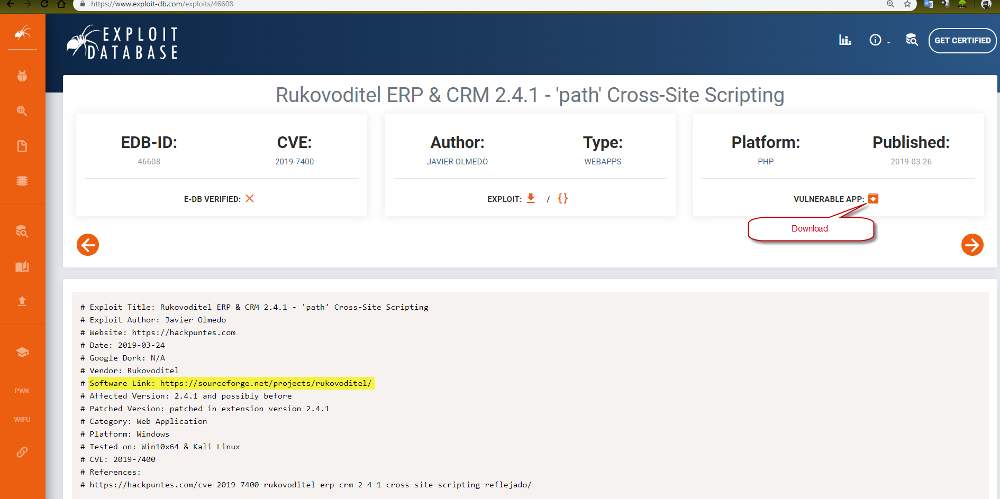 https://www.exploit-db.com/exploits/46608
EXPLOIT
DATABASE
GET CERTIFIED
Rukovoditel ERP & CRM 2.4.1 - 'path' Cross-Site Scripting
EDB-ID:
46608
CVE:
2019-7400
E-DB VERIFIED:
Author:
JAVIER OLMEDO
Type:
WEBAPPS
EXPLOIT: / {}
Platform:
PHP
Published:
2019-03-26
VULNERABLE APP:
Download
# Exploit Title: Rukovoditel ERP & CRM 2.4.1 - 'path' Cross-Site Scripting
# Exploit Author: Javier Olmedo
# Website: https://hackpuntes.com
# Date: 2019-03-24
# Google Dork: N/A
# Vendor: Rukovoditel
# Software Link: https://sourceforge.net/projects/rukovoditel/
# Affected Version: 2.4.1 and possibly before
# Patched Version: patched in extension version 2.4.1
# Category: Web Application
# Platform: Windows
# Tested on: Win10x64 & Kali Linux
# CVE: 2019-7400
# References:
# https://hackpuntes.com/cve-2019-7400-rukovoditel-erp-crm-2-4-1-cross-site-scripting-reflejado/
PWK
WIFU